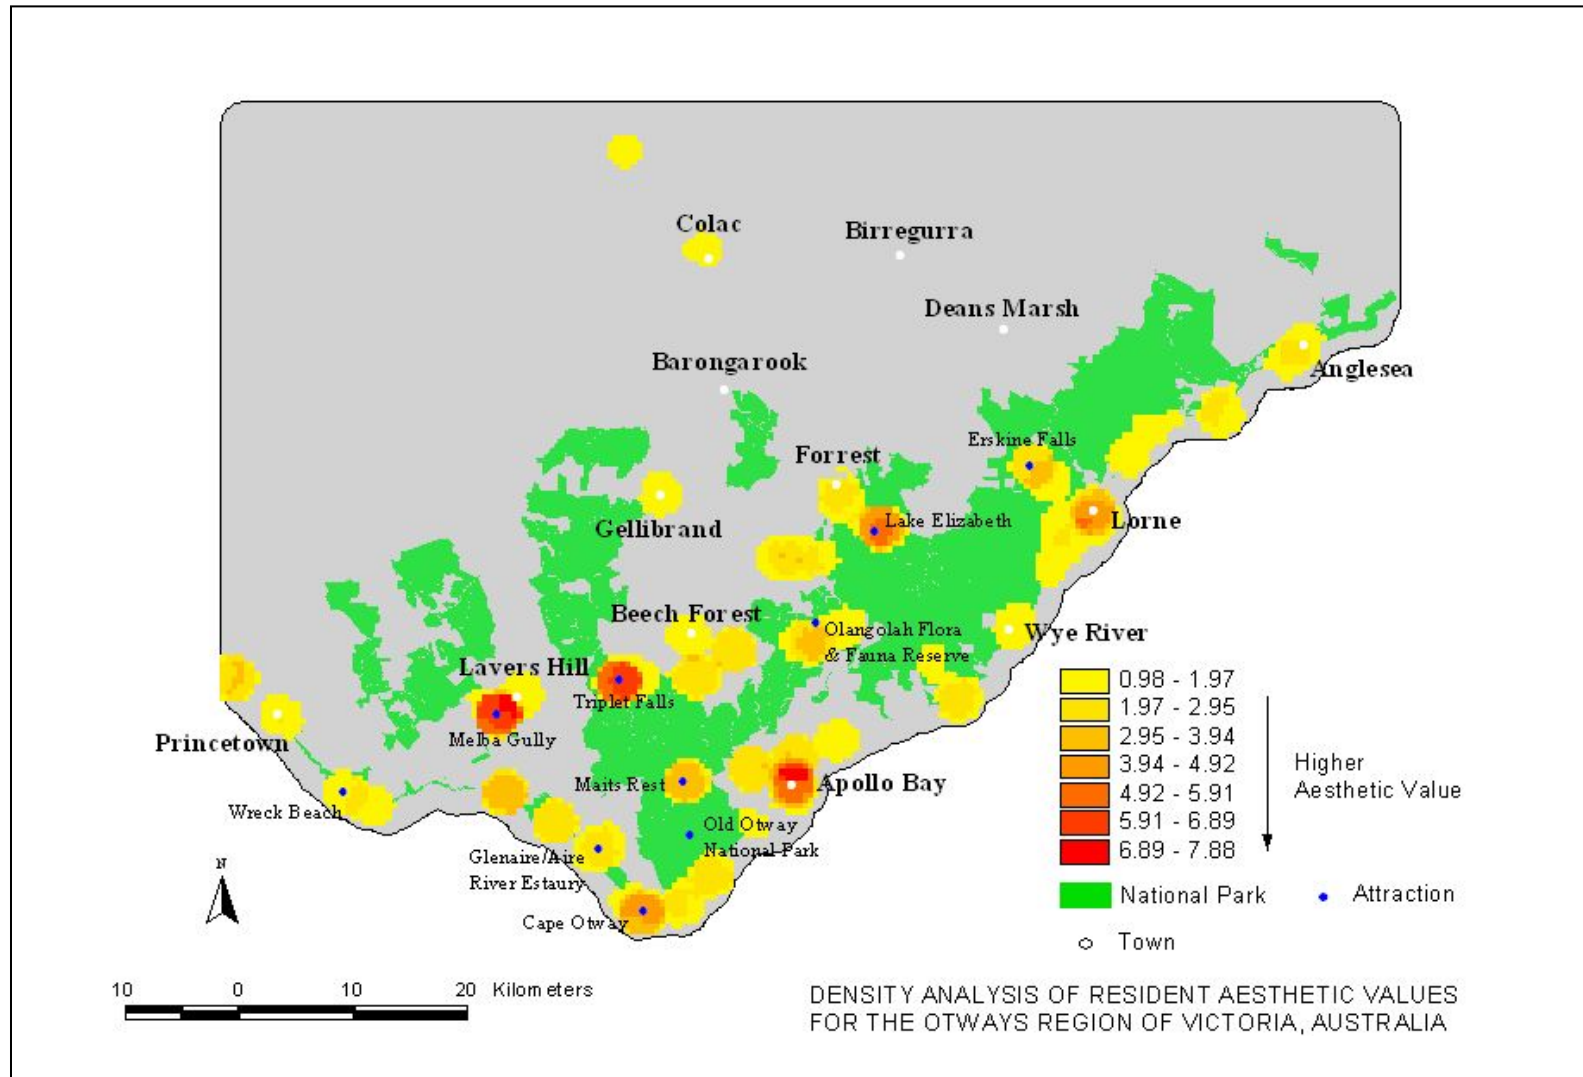 Colac
Birregurra
Deans Marsh
Barongarook
Anglesea
Erskine Falls
Forrest
Lake Elizabeth
Lorne
Gellibrand
Beech Forest
Olangolah Flora
& Fauna Reserve
Wye River
Lavers Hill
Triplet Falls
Melba Gully
Princetown
Maits Rest
Apollo Bay
Wreck Beach
Old Otway
National Park
Glenaire/Aire
River Estaury
Cape Otway
0.98 - 1.97
1.97 - 2.95
2.95 - 3.94
3.94 - 4.92
4.92 - 5.91
5.91 - 6.89
6.89 - 7.88
Higher
Aesthetic Value
National Park
Attraction
Town
N
10 0 10 20 Kilometers
DENSITY ANALYSIS OF RESIDENT AESTHETIC VALUES
FOR THE OTWAYS REGION OF VICTORIA, AUSTRALIA